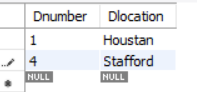 Dnumber Dlocation
1 Houstan
4 Stafford
NULL NULL